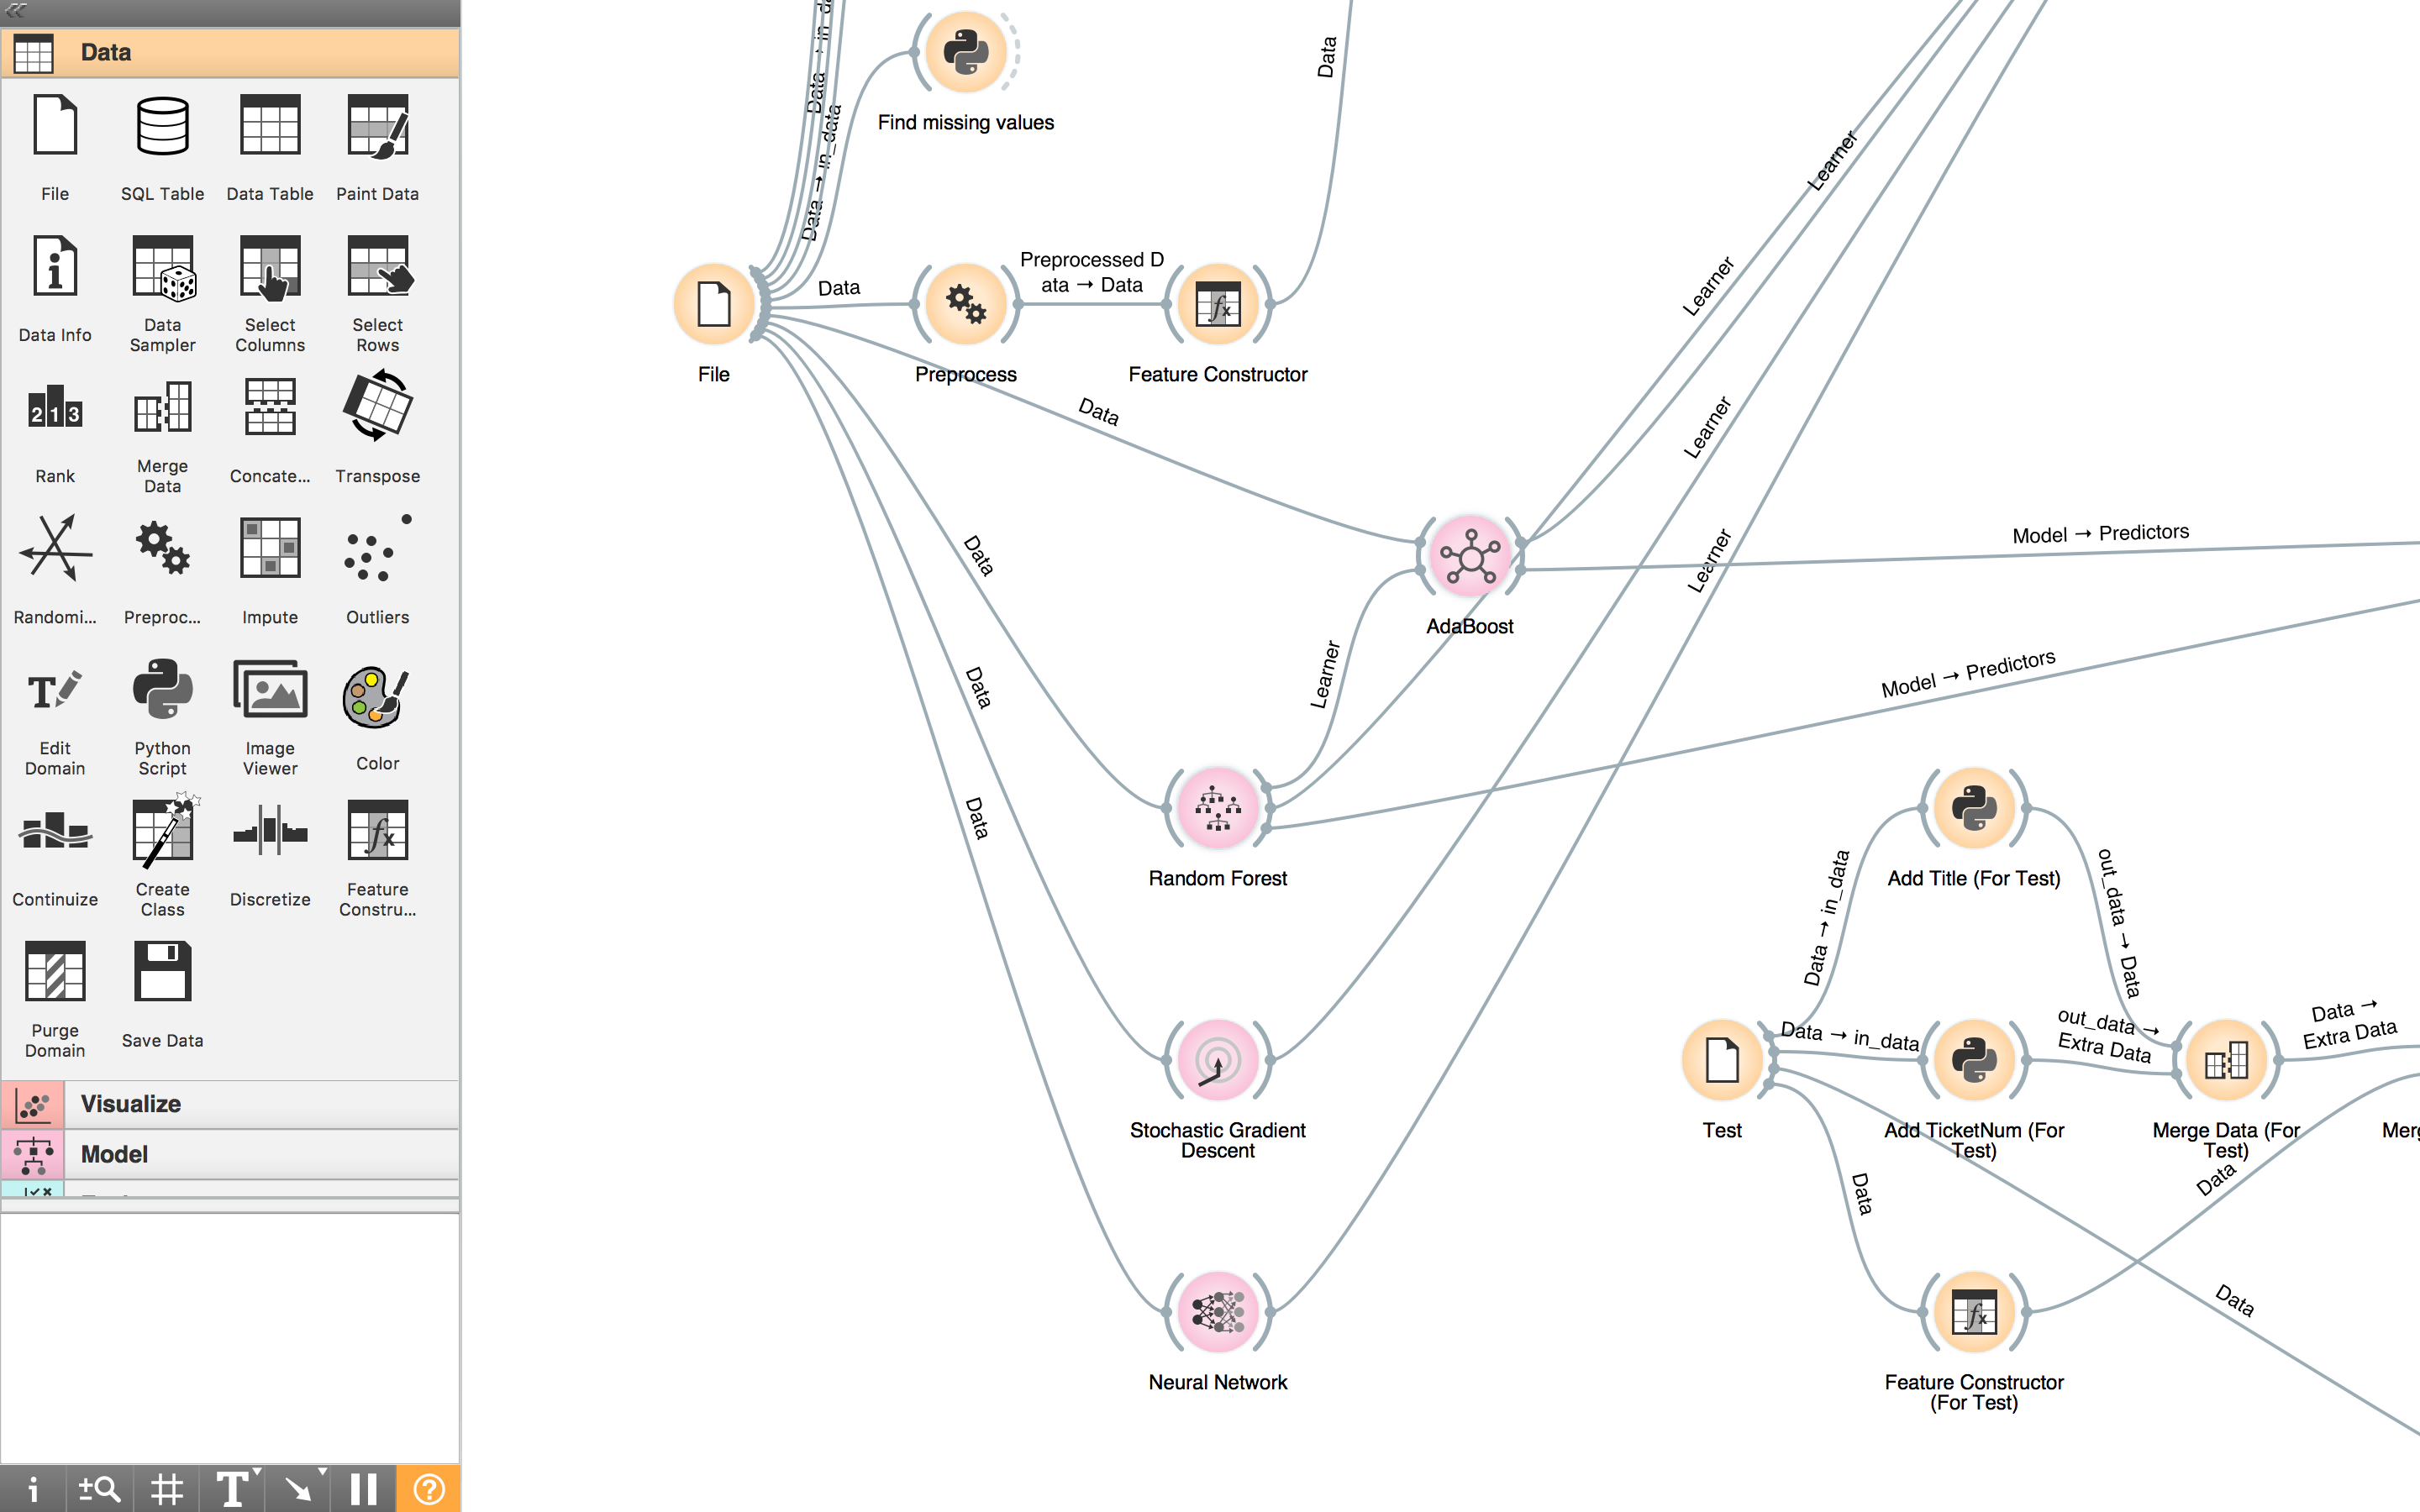 Data
File
SQL Table
Data Table
Paint Data
Data Info
Data
Sampler
Select
Columns
Select
Rows
2 1 3
Rank
Merge
Data
Concate...
Transpose
Randomi...
Preproc...
Impute
Outliers
Edit
Domain
Python
Script
Image
Viewer
Color
Continuize
Create
Class
Discretize
Feature
Constru...
Purge
Domain
Save Data
Visualize
Model
Data
Data → in_data
Find missing values
Data
File
Data
Preprocess
Preprocessed D
ata → Data
Feature Constructor
Data
Data
Data
Data
Learner
Learner
Learner
Learner
Learner
AdaBoost
Model → Predictors
Model → Predictors
Random Forest
Stochastic Gradient
Descent
Neural Network
Test
Data → in_data
Add Title (For Test)
out_data → Data
Data → in_data
Add TicketNum (For
Test)
out_data →
Extra Data
Merge Data (For
Test)
Data →
Extra Data
Data
Feature Constructor
(For Test)
Data
Data